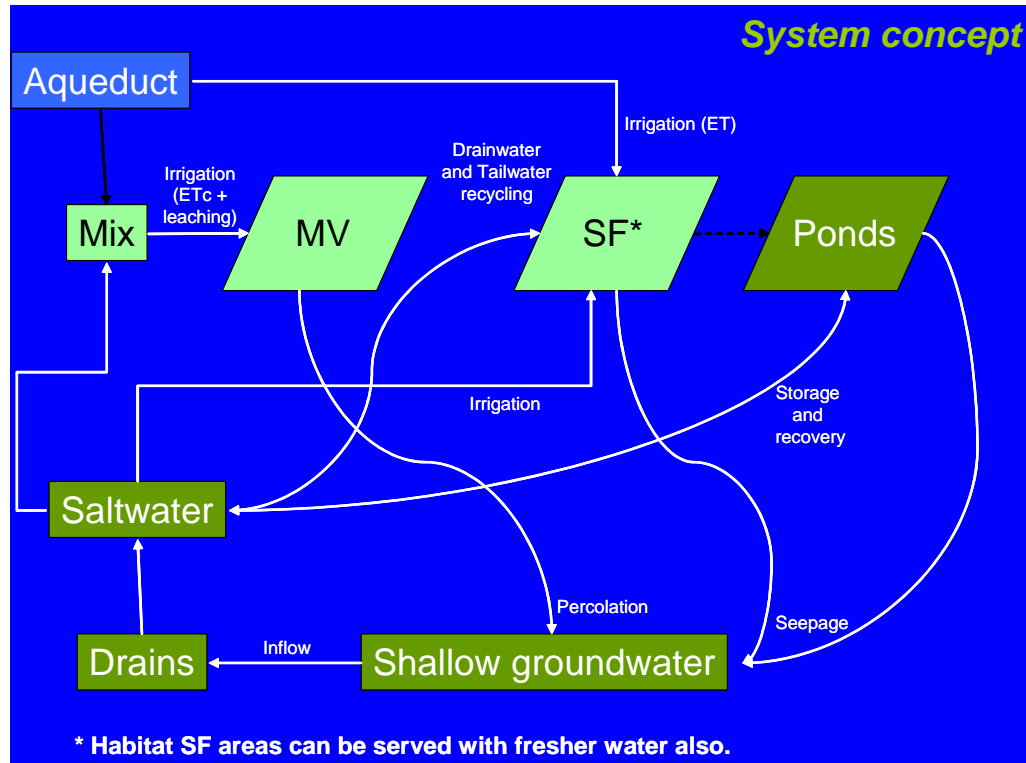 System concept
Aqueduct
Irrigation (ET)
Drainwater
and Tailwater
recycling
Irrigation
(ETc +
leaching)
Mix
MV
SF*
Ponds
Irrigation
Storage
and
recovery
Saltwater
Percolation
Seepage
Drains
Inflow
Shallow groundwater
* Habitat SF areas can be served with fresher water also.